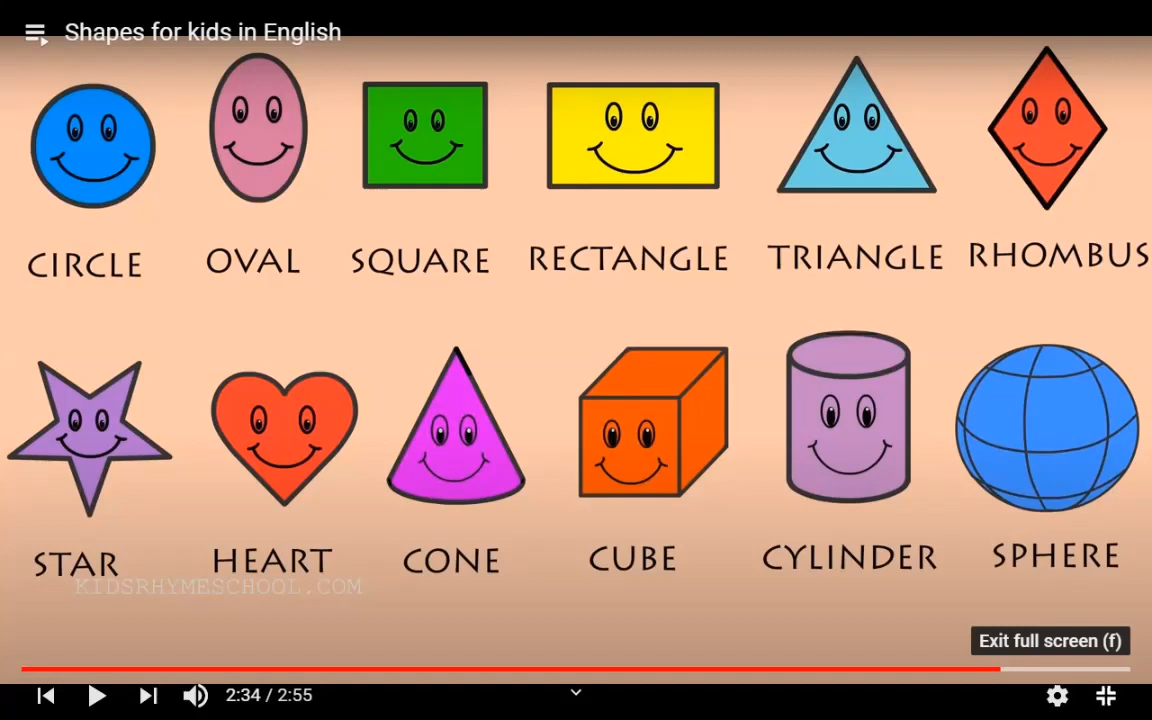 Shapes for kids in English
CIRCLE OVAL SQUARE RECTANGLE TRIANGLE RHOMBUS
STAR HEART CONE CUBE CYLINDER SPHERE
KIDSRHYMESCHOOL.COM
Exit full screen (f)
2:34 / 2:55